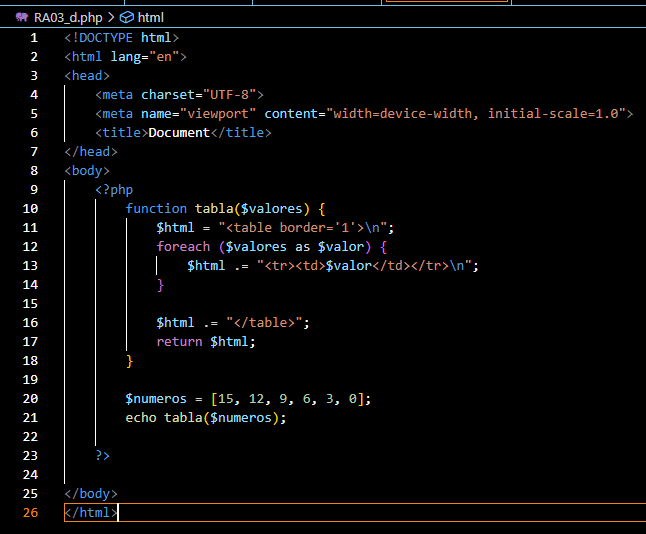 RA03_d.php > html
1 <!DOCTYPE html>
2 <html lang="en">
3 <head>
4     <meta charset="UTF-8">
5     <meta name="viewport" content="width=device-width, initial-scale=1.0">
6     <title>Document</title>
7 </head>
8 <body>
9     <?php
10         function tabla($valores) {
11             $html = "<table border='1'>\n";
12             foreach ($valores as $valor) {
13                 $html .= "<tr><td>$valor</td></tr>\n";
14             }
15
16             $html .= "</table>";
17             return $html;
18         }
19
20         $numeros = [15, 12, 9, 6, 3, 0];
21         echo tabla($numeros);
22
23     ?>
24
25 </body>
26 </html>